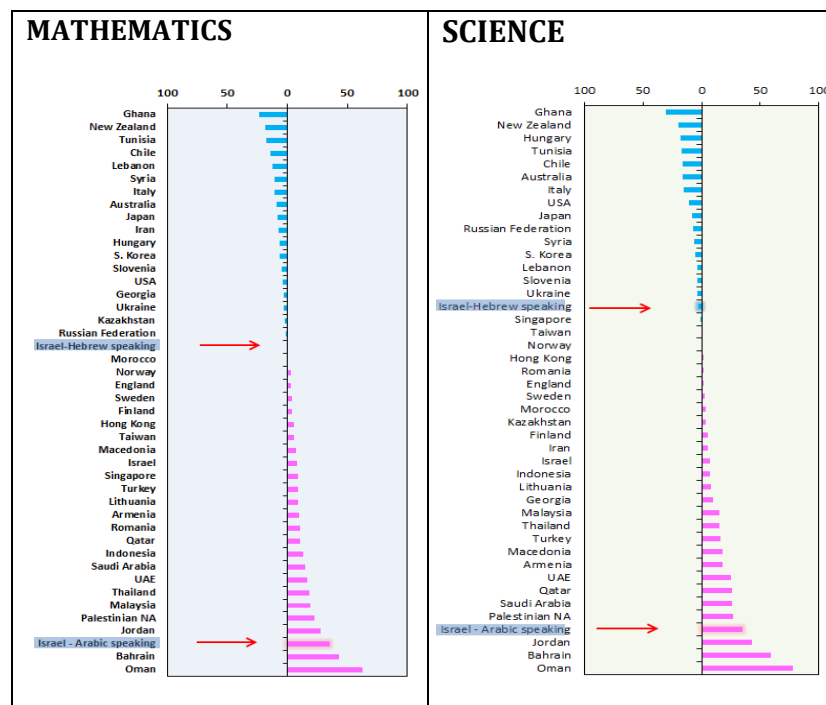 MATHEMATICS
100 50 0 50 100
Ghana
New Zealand
Tunisia
Chile
Lebanon
Syria
Italy
Australia
Japan
Iran
Hungary
S. Korea
Slovenia
USA
Georgia
Ukraine
Kazakhstan
Russian Federation
Israel-Hebrew speaking
Morocco
Norway
England
Sweden
Finland
Hong Kong
Taiwan
Macedonia
Israel
Singapore
Turkey
Lithuania
Armenia
Romania
Qatar
Indonesia
Saudi Arabia
UAE
Thailand
Malaysia
Palestinian NA
Jordan
Israel - Arabic speaking
Bahrain
Oman
SCIENCE
100 50 0 50 100
Ghana
New Zealand
Hungary
Tunisia
Chile
Australia
Italy
USA
Japan
Russian Federation
Syria
S. Korea
Lebanon
Slovenia
Ukraine
Israel-Hebrew speaking
Singapore
Taiwan
Norway
Hong Kong
Romania
England
Sweden
Morocco
Kazakhstan
Finland
Iran
Israel
Indonesia
Lithuania
Georgia
Malaysia
Thailand
Turkey
Macedonia
Armenia
UAE
Qatar
Saudi Arabia
Palestinian NA
Israel - Arabic speaking
Jordan
Bahrain
Oman